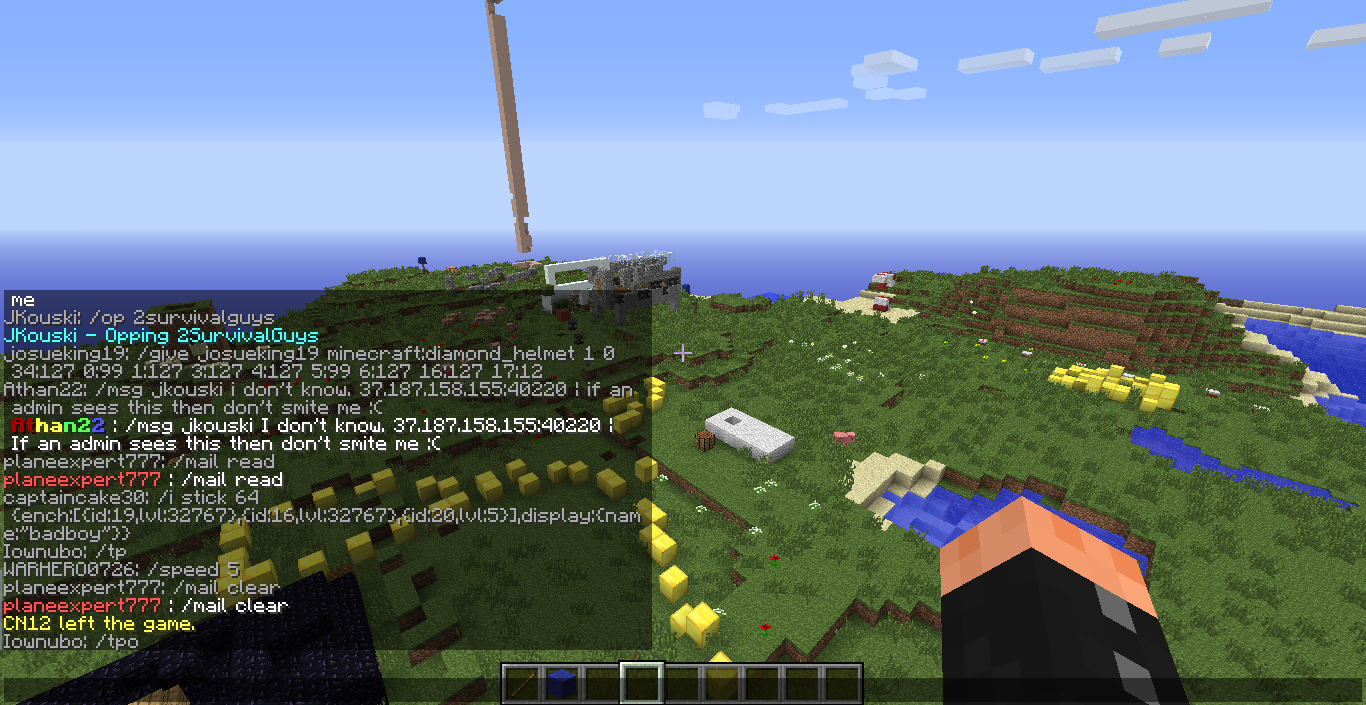 me
JKouski: /op 2survivalguys
JKouski - Opping 2SurvivalGuys
josueking19: /give josueking19 minecraft:diamond_helmet 1 0
34:127 0:99 1:127 3:127 4:127 5:99 6:127 16:127 17:12
Athan22: /msg jkouski I don't know. 37.187.158.155:40220 | if an
admin sees this then don't smite me :C
Athan22 : /msg jkouski I don't know. 37.187.158.155:40220 |
If an admin sees this then don't smite me :C
planeexpert777: /mail read
planeexpert777 : /mail read
captaincake30: /i stick 64
{ench:[{id:19,lvl:32767},{id:16,lvl:32767},{id:20,lvl:5}],display:{nam
e:"badboy"}}
Iownubo: /tp
WARHERO0726: /speed 5
planeexpert777: /mail clear
planeexpert777 : /mail clear
CN12 left the game.
Iownubo: /tpo